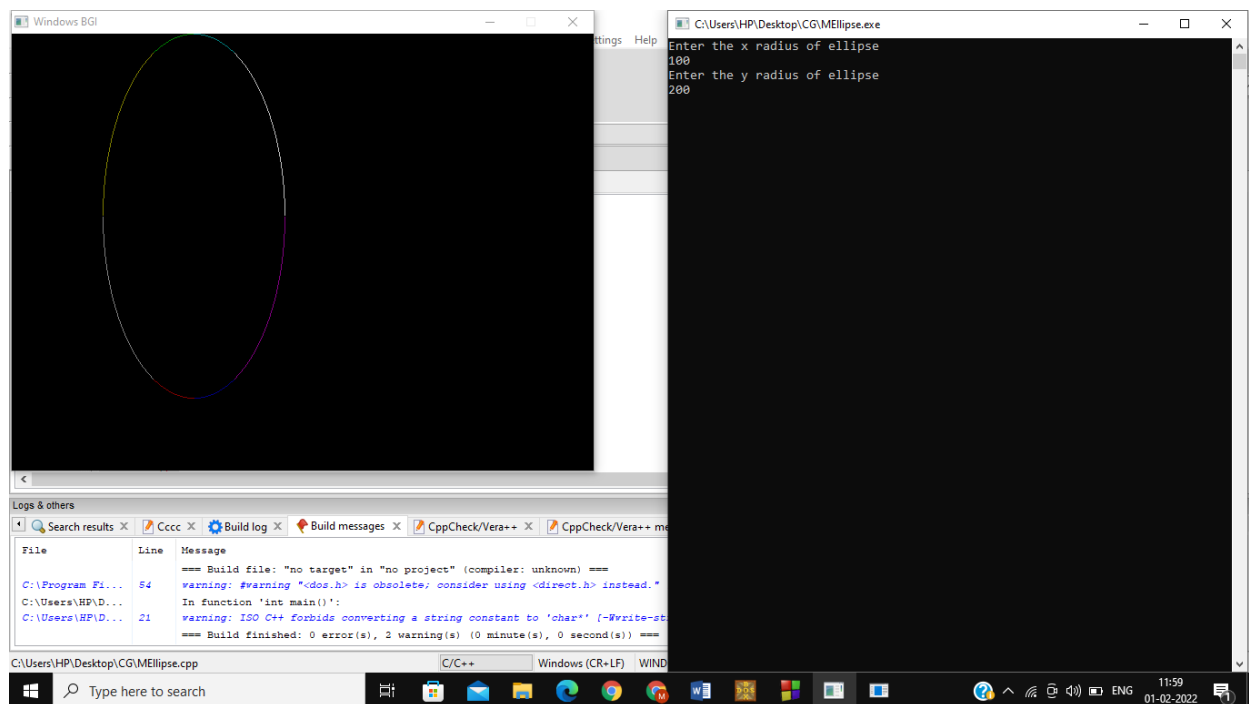 Windows BGI
ttings Help
C:\Users\HP\Desktop\CG\MEllipse.exe
Enter the x radius of ellipse
100
Enter the y radius of ellipse
200
Logs & others
Search results Cccc Build log Build messages CppCheck/Vera++ CppCheck/Vera++ me
File Line Message
=== Build file: "no target" in "no project" (compiler: unknown) ===
C:\Program Fi... 54 warning: #warning "<dos.h> is obsolete; consider using <direct.h> instead."
C:\Users\HP\D... In function 'int main()':
C:\Users\HP\D... 21 warning: ISO C++ forbids converting a string constant to 'char*' [-Wwrite-st
=== Build finished: 0 error(s), 2 warning(s) (0 minute(s), 0 second(s)) ===
C:\Users\HP\Desktop\CG\MEllipse.cpp C/C++ Windows (CR+LF) WIND
Type here to search
ENG
11:59
01-02-2022